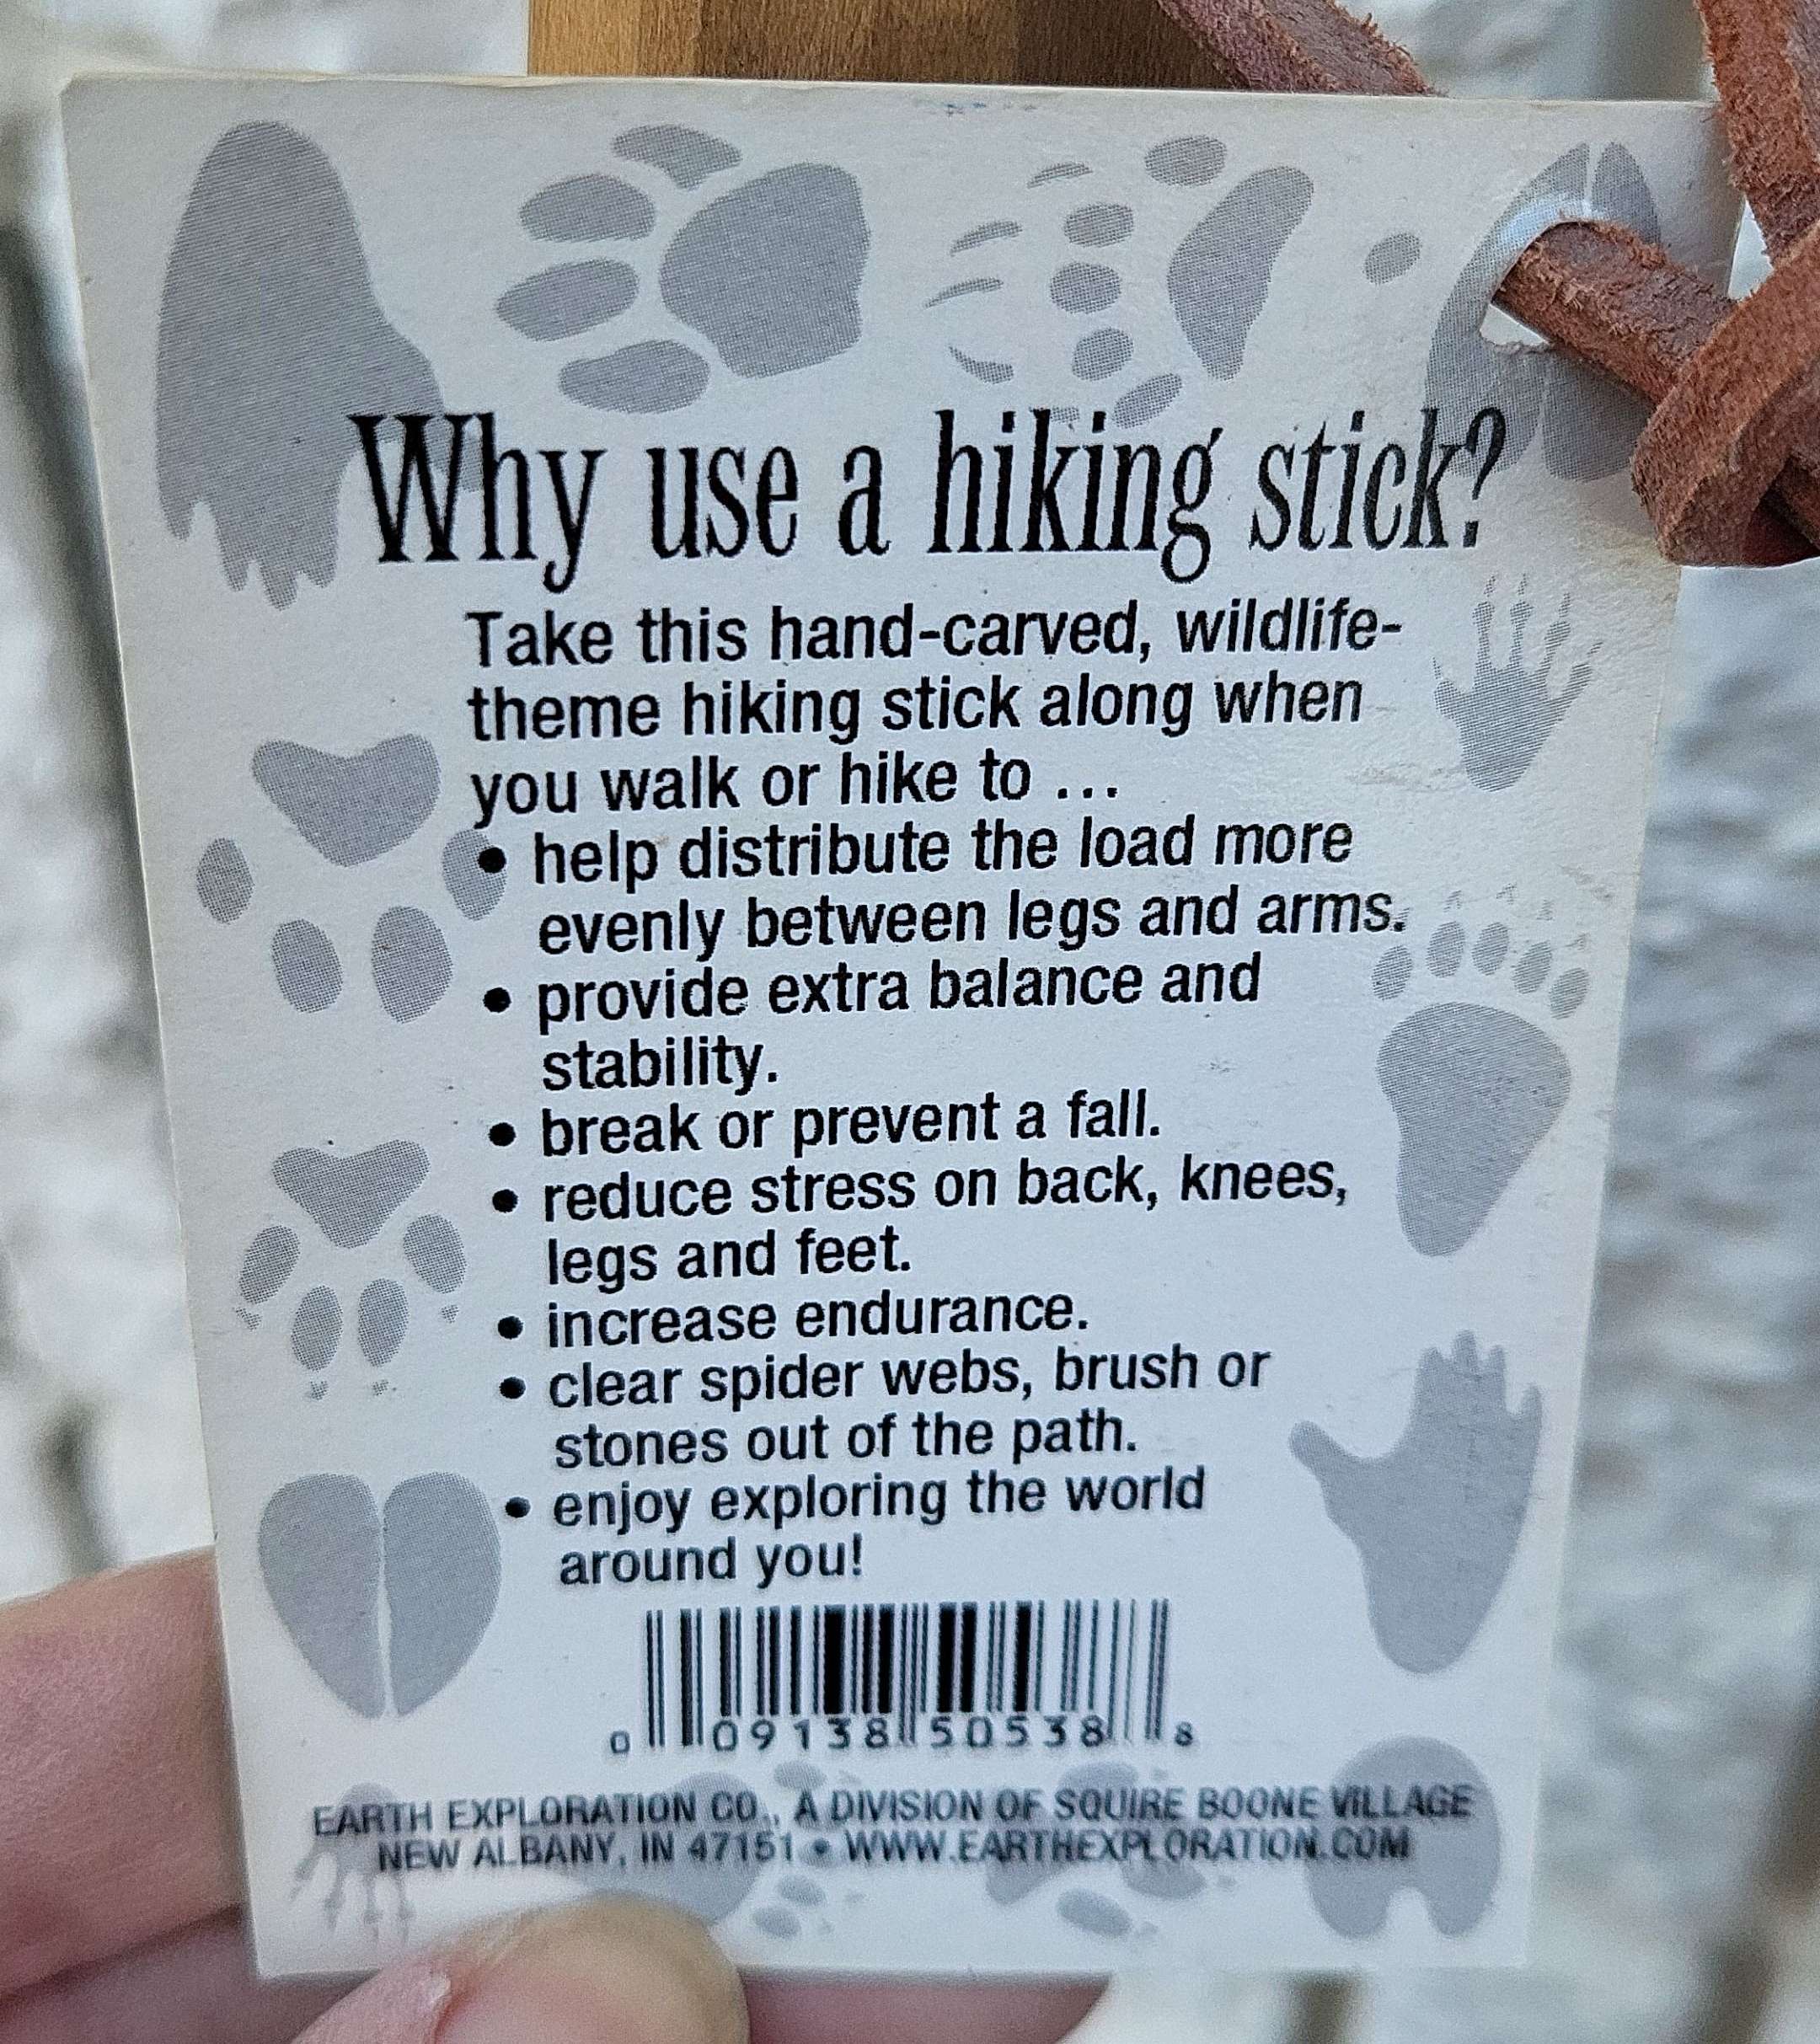 Why use a hiking stick?
Take this hand-carved, wildlife-
theme hiking stick along when
you walk or hike to ...
• help distribute the load more
evenly between legs and arms.
• provide extra balance and
stability.
• break or prevent a fall.
• reduce stress on back, knees,
legs and feet.
• increase endurance.
• clear spider webs, brush or
stones out of the path.
• enjoy exploring the world
around you!
0 09138 50538 8
EARTH EXPLORATION CO., A DIVISION OF SQUIRE BOONE VILLAGE
NEW ALBANY, IN 47151 • WWW.EARTHEXPLORATION.COM